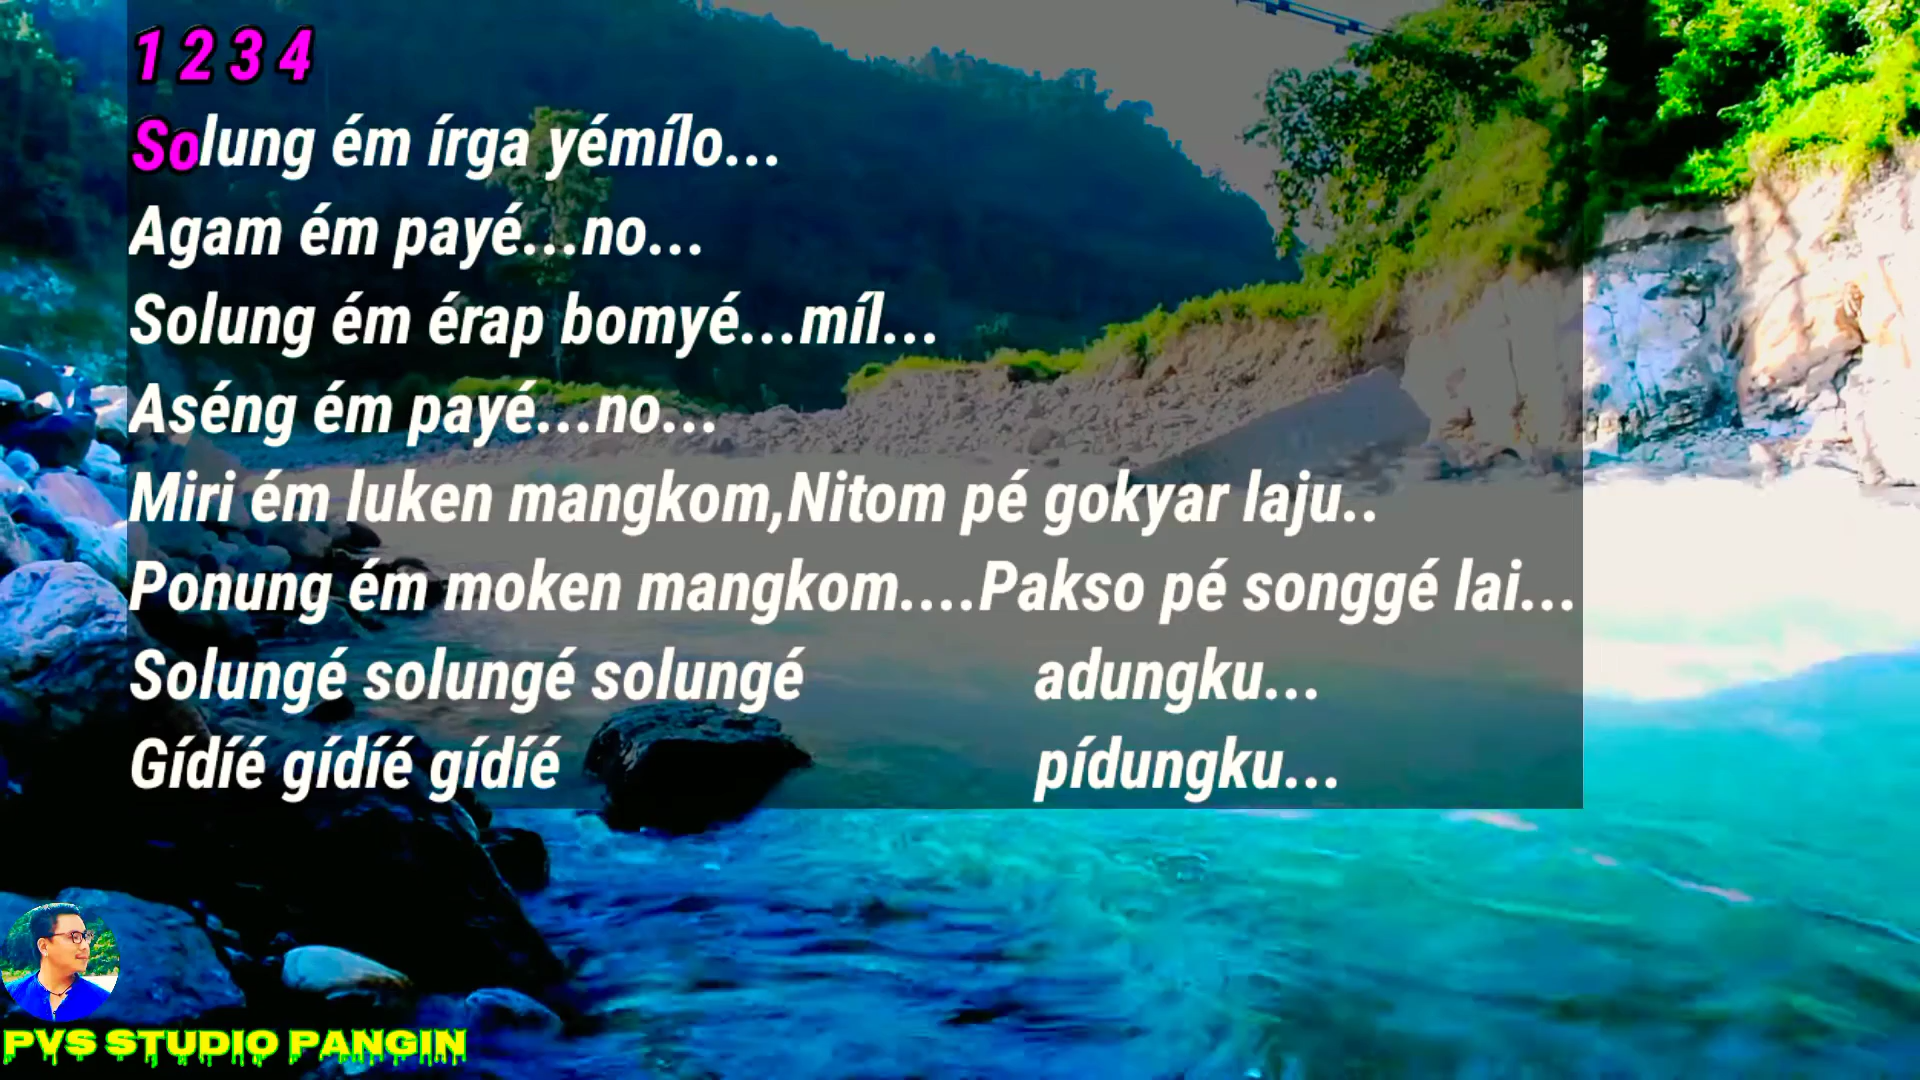 1 2 3 4
Solung ém írga yémílo...
Agam ém payé...no...
Solung ém érap bomyé...míl...
Aséng ém payé...no...
Miri ém luken mangkom,Nitom pé gokyar laju..
Ponung ém moken mangkom....Pakso pé songgé lai...
Solungé solungé solungé adungku...
Gídíé gídíé gídíé pídungku...
PVS STUDIO PANGIN